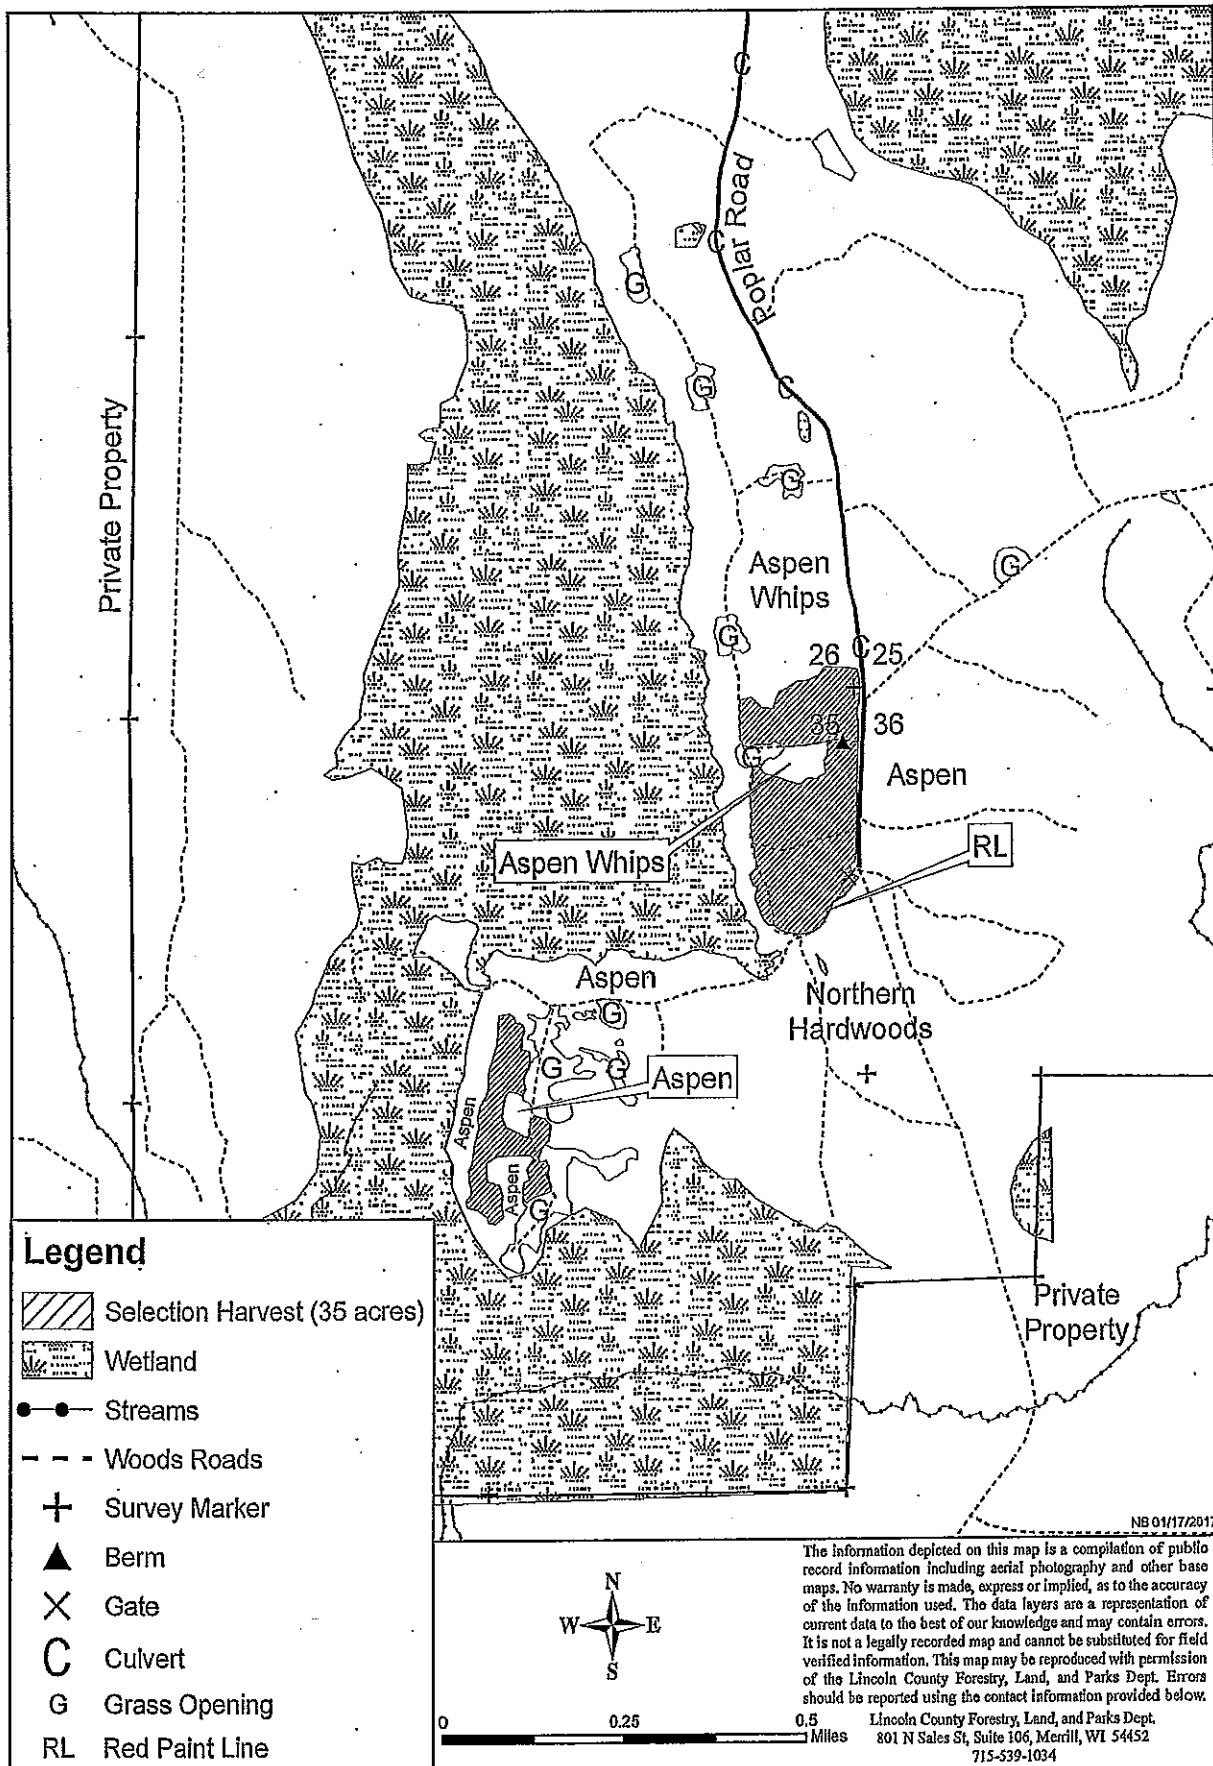 C
Poplar Road
C
G
C
G
Private Property
G
Aspen
Whips
G
G
26 C 25
35 36
G
Aspen
RL
Aspen Whips
Aspen
Northern
Hardwoods
G
G G
Aspen
Aspen
Aspen
G
Private
Property
Legend
Selection Harvest (35 acres)
Wetland
Streams
Woods Roads
Survey Marker
Berm
Gate
C Culvert
G Grass Opening
RL Red Paint Line
NB 01/17/2017
N
W E
S
0 0.25 0.5
Miles
The information depicted on this map is a compilation of public
record information including aerial photography and other base
maps. No warranty is made, express or implied, as to the accuracy
of the information used. The data layers are a representation of
current data to the best of our knowledge and may contain errors.
It is not a legally recorded map and cannot be substituted for field
verified information. This map may be reproduced with permission
of the Lincoln County Forestry, Land, and Parks Dept. Errors
should be reported using the contact information provided below.
Lincoln County Forestry, Land, and Parks Dept.
801 N Sales St, Suite 106, Merrill, WI 54452
715-539-1034